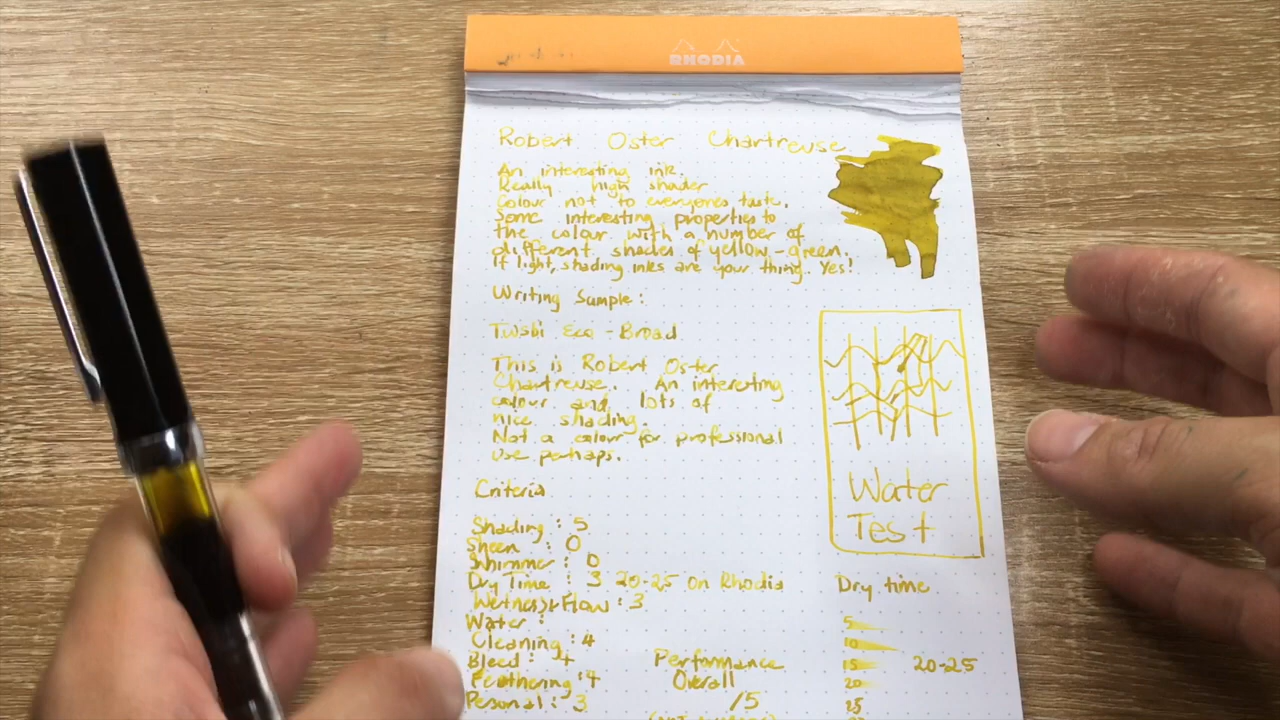 RHODIA
Robert Oster Chartreuse
An interesting ink.
Really high shader
Colour not to everyones taste.
Some interesting properties to
the colour with a number of
different shades of yellow-green.
If light, shading inks are your thing. Yes!
Writing Sample:
Twsbi Eco - Broad
This is Robert Oster
Chartreuse. An interesting
colour and lots of
nice shading.
Not a colour for professional
use perhaps.
Water
Test
Criteria
Shading: 5
Sheen: 0
Shimmer: 0
Dry Time: 3 20-25 on Rhodia
Wetness+Flow: 3
Water:
Cleaning: 4
Bleed: 4
Feathering: 4
Personal: 3
Performance
Overall
/5
Dry time
5
10
15 20-25
20
25